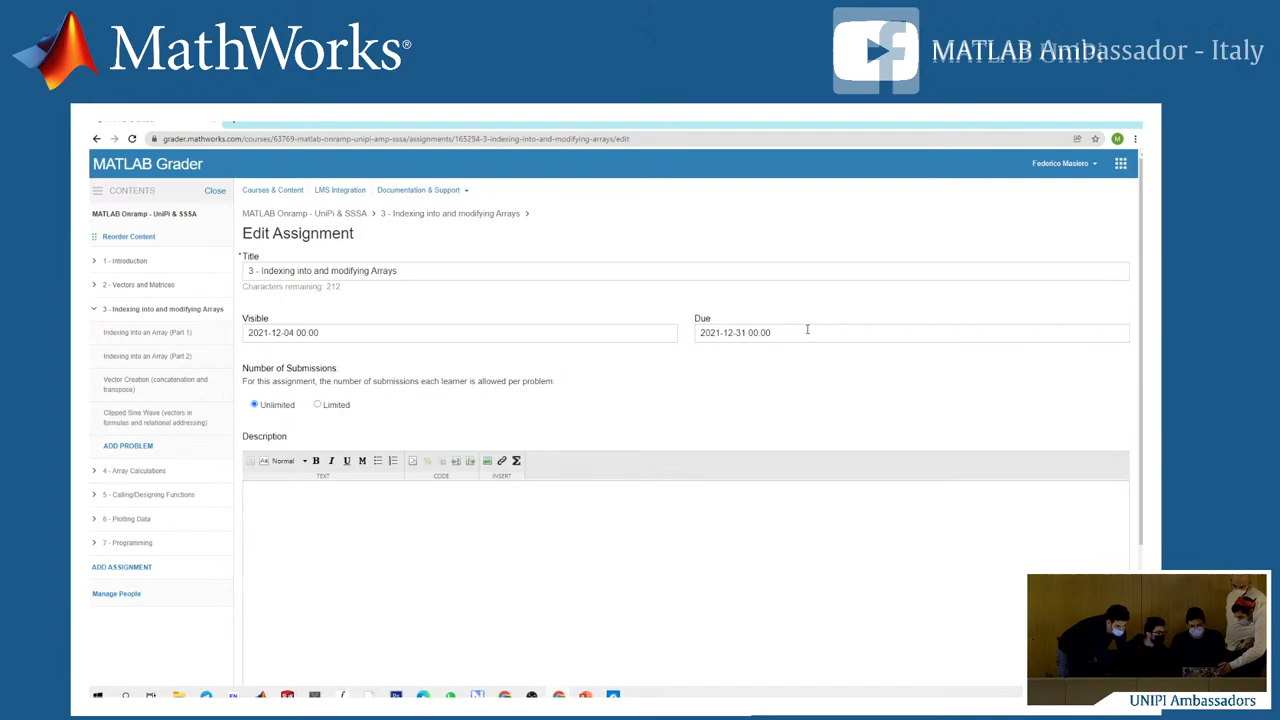 MathWorks®
MATLAB Ambassador - Italy
grader.mathworks.com/courses/63769-matlab-onramp-unipi-amp-sssa/assignments/165294-3-indexing-into-and-modifying-arrays/edit
M
MATLAB Grader
Federico Masiero
CONTENTS
Close
Courses & Content
LMS Integration
Documentation & Support
MATLAB Onramp - UniPi & SSSA
MATLAB Onramp - UniPi & SSSA > 3 - Indexing into and modifying Arrays >
Reorder Content
Edit Assignment
1 - Introduction
* Title
3 - Indexing into and modifying Arrays
2 - Vectors and Matrices
Characters remaining: 212
3 - Indexing into and modifying Arrays
Visible
Due
Indexing into an Array (Part 1)
2021-12-04 00:00
2021-12-31 00:00
Indexing into an Array (Part 2)
Number of Submissions:
Vector Creation (concatenation and
transpose)
For this assignment, the number of submissions each learner is allowed per problem:
Unlimited
Limited
Clipped Sine Wave (vectors in
formulas and relational addressing)
Description
ADD PROBLEM
Normal
B I U M
TEXT
CODE
INSERT
4 - Array Calculations
5 - Calling/Designing Functions
6 - Plotting Data
7 - Programming
ADD ASSIGNMENT
Manage People
EN
UNIPI Ambassadors